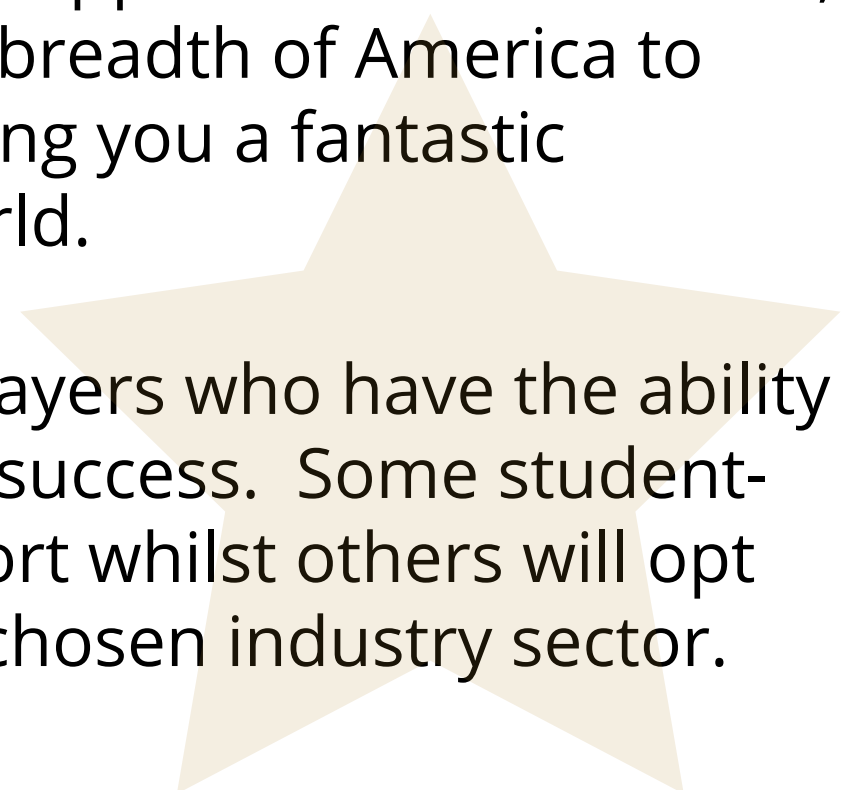 breadth of America to
ng you a fantastic
rld.
ayers who have the ability
success.  Some student-
ort whilst others will opt
chosen industry sector.